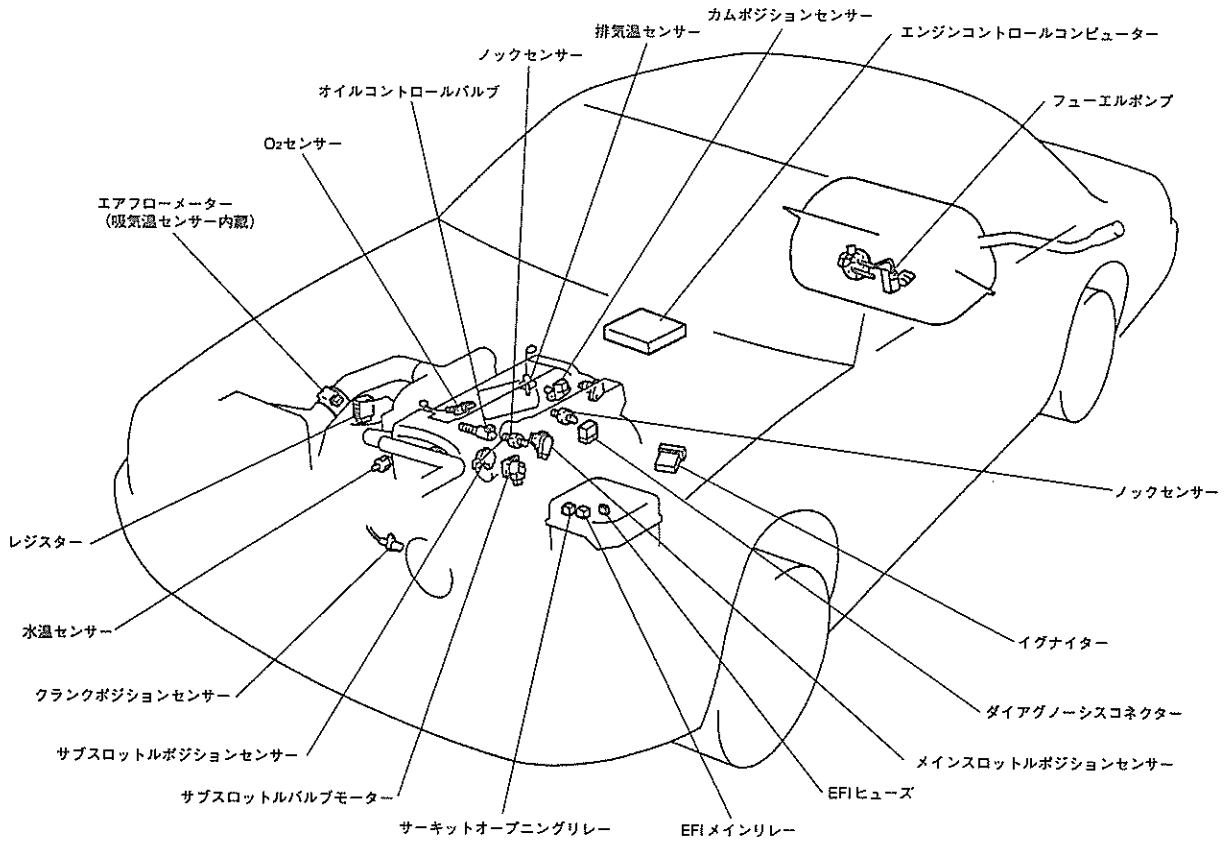 カムポジションセンサー
排気温センサー
エンジンコントロールコンピューター
ノックセンサー
オイルコントロールバルブ
フューエルポンプ
O2センサー
エアフローメーター
(吸気温センサー内蔵)
ノックセンサー
レジスター
水温センサー
イグナイター
クランクポジションセンサー
ダイアグノーシスコネクター
サブスロットルポジションセンサー
メインスロットルポジションセンサー
サブスロットルバルブモーター
EFIヒューズ
サーキットオープニングリレー
EFIメインリレー